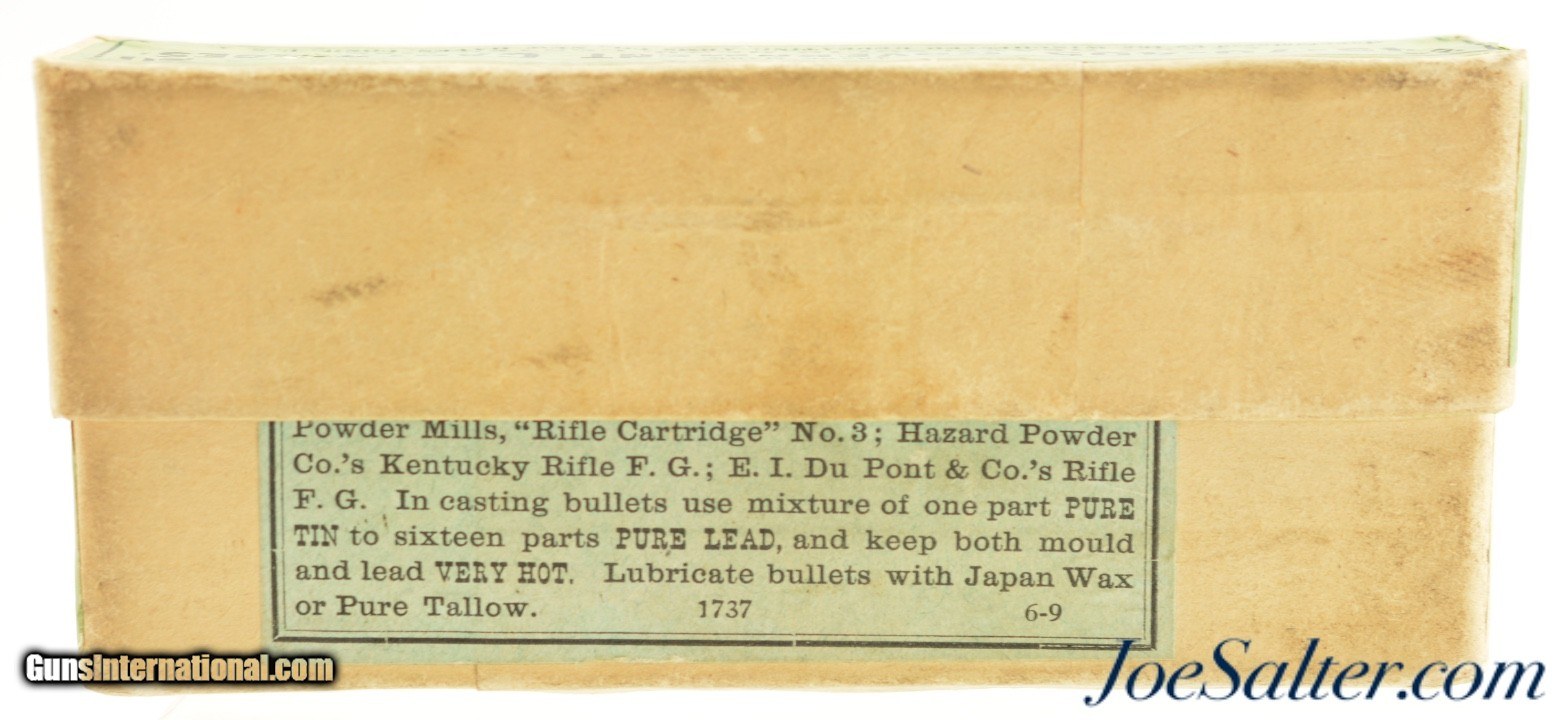 Powder Mills, "Rifle Cartridge" No. 3; Hazard Powder
Co.'s Kentucky Rifle F. G.; E. I. Du Pont & Co.'s Rifle
F. G. In casting bullets use mixture of one part PURE
TIN to sixteen parts PURE LEAD, and keep both mould
and lead VERY HOT. Lubricate bullets with Japan Wax
or Pure Tallow. 1737 6-9
GunsInternational.com
JoeSalter.com